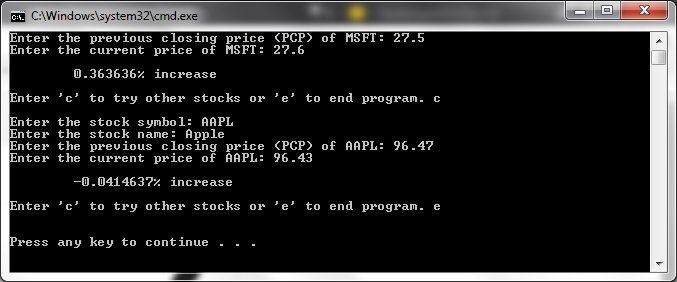 C:\Windows\system32\cmd.exe
Enter the previous closing price (PCP) of MSFT: 27.5
Enter the current price of MSFT: 27.6
0.363636% increase
Enter 'c' to try other stocks or 'e' to end program. c
Enter the stock symbol: AAPL
Enter the stock name: Apple
Enter the previous closing price (PCP) of AAPL: 96.47
Enter the current price of AAPL: 96.43
-0.0414637% increase
Enter 'c' to try other stocks or 'e' to end program. e
Press any key to continue . . .